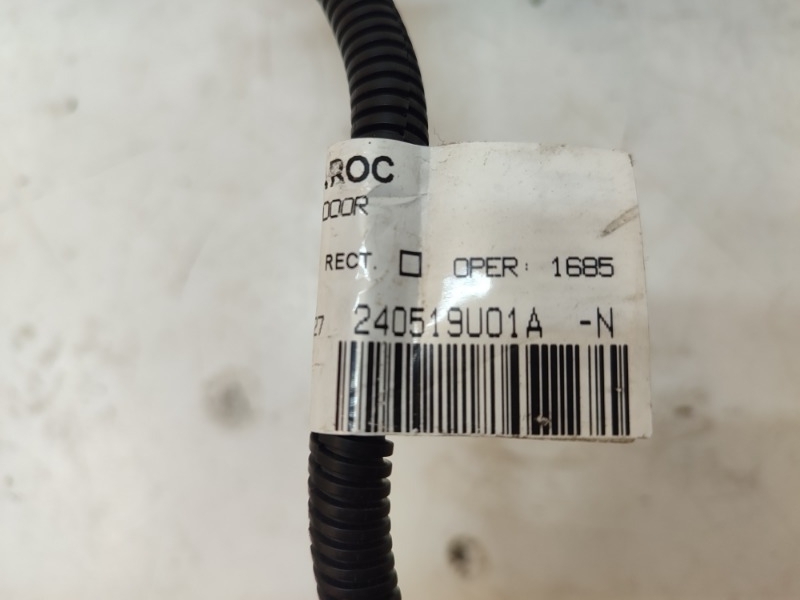 .ROC
DOOR
RECT. OPER: 1685
27 240519U01A -N